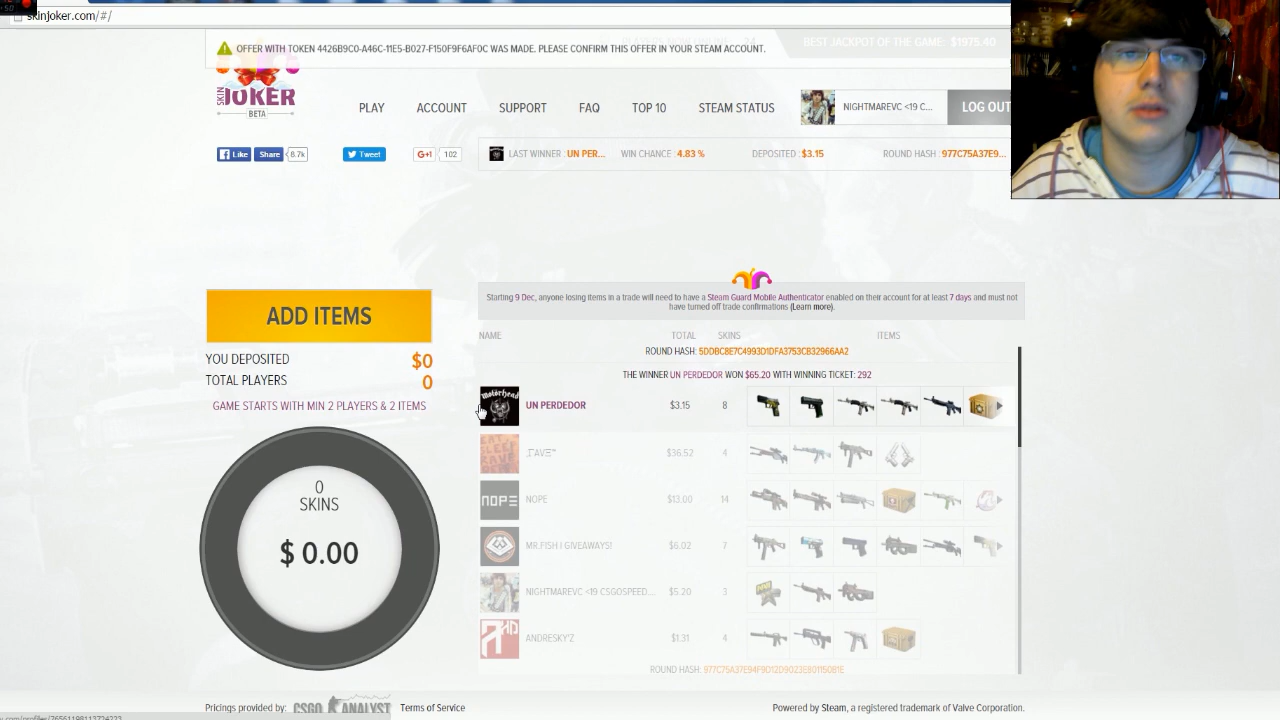 skinjoker.com/#/
OFFER WITH TOKEN 4426B9C0-A46C-11E5-B027-F150F9F6AF0C WAS MADE. PLEASE CONFIRM THIS OFFER IN YOUR STEAM ACCOUNT.
BEST JACKPOT OF THE GAME: $1975.40
SKIN JOKER
BETA
PLAY ACCOUNT SUPPORT FAQ TOP 10 STEAM STATUS NIGHTMAREVC <19 C... LOG OUT
Like Share 8.7k Tweet G+1 102 LAST WINNER: UN PER... WIN CHANCE: 4.83 % DEPOSITED: $3.15 ROUND HASH: 977C75A37E9...
Starting 9 Dec, anyone losing items in a trade will need to have a Steam Guard Mobile Authenticator enabled on their account for at least 7 days and must not
have turned off trade confirmations (Learn more).
ADD ITEMS
YOU DEPOSITED $0
TOTAL PLAYERS 0
GAME STARTS WITH MIN 2 PLAYERS & 2 ITEMS
0
SKINS
$ 0.00
NAME TOTAL SKINS ITEMS
ROUND HASH: 5DDBC8E7C4993D1DFA3753CB32966AA2
THE WINNER UN PERDEDOR WON $65.20 WITH WINNING TICKET: 292
Motörhead UN PERDEDOR $3.15 8
$36.52 4
NOPE NOPE $13.00 14
MR.FISH | GIVEAWAYS! $6.02 7
NIGHTMAREVC <19 CSGOSPEED.... $5.20 3
HD ANDRESKY'Z $1.31 4
ROUND HASH: 977C75A37E94F9D12D9023E80115081E
Pricings provided by: CSGO ANALYST Terms of Service
Powered by Steam, a registered trademark of Valve Corporation.